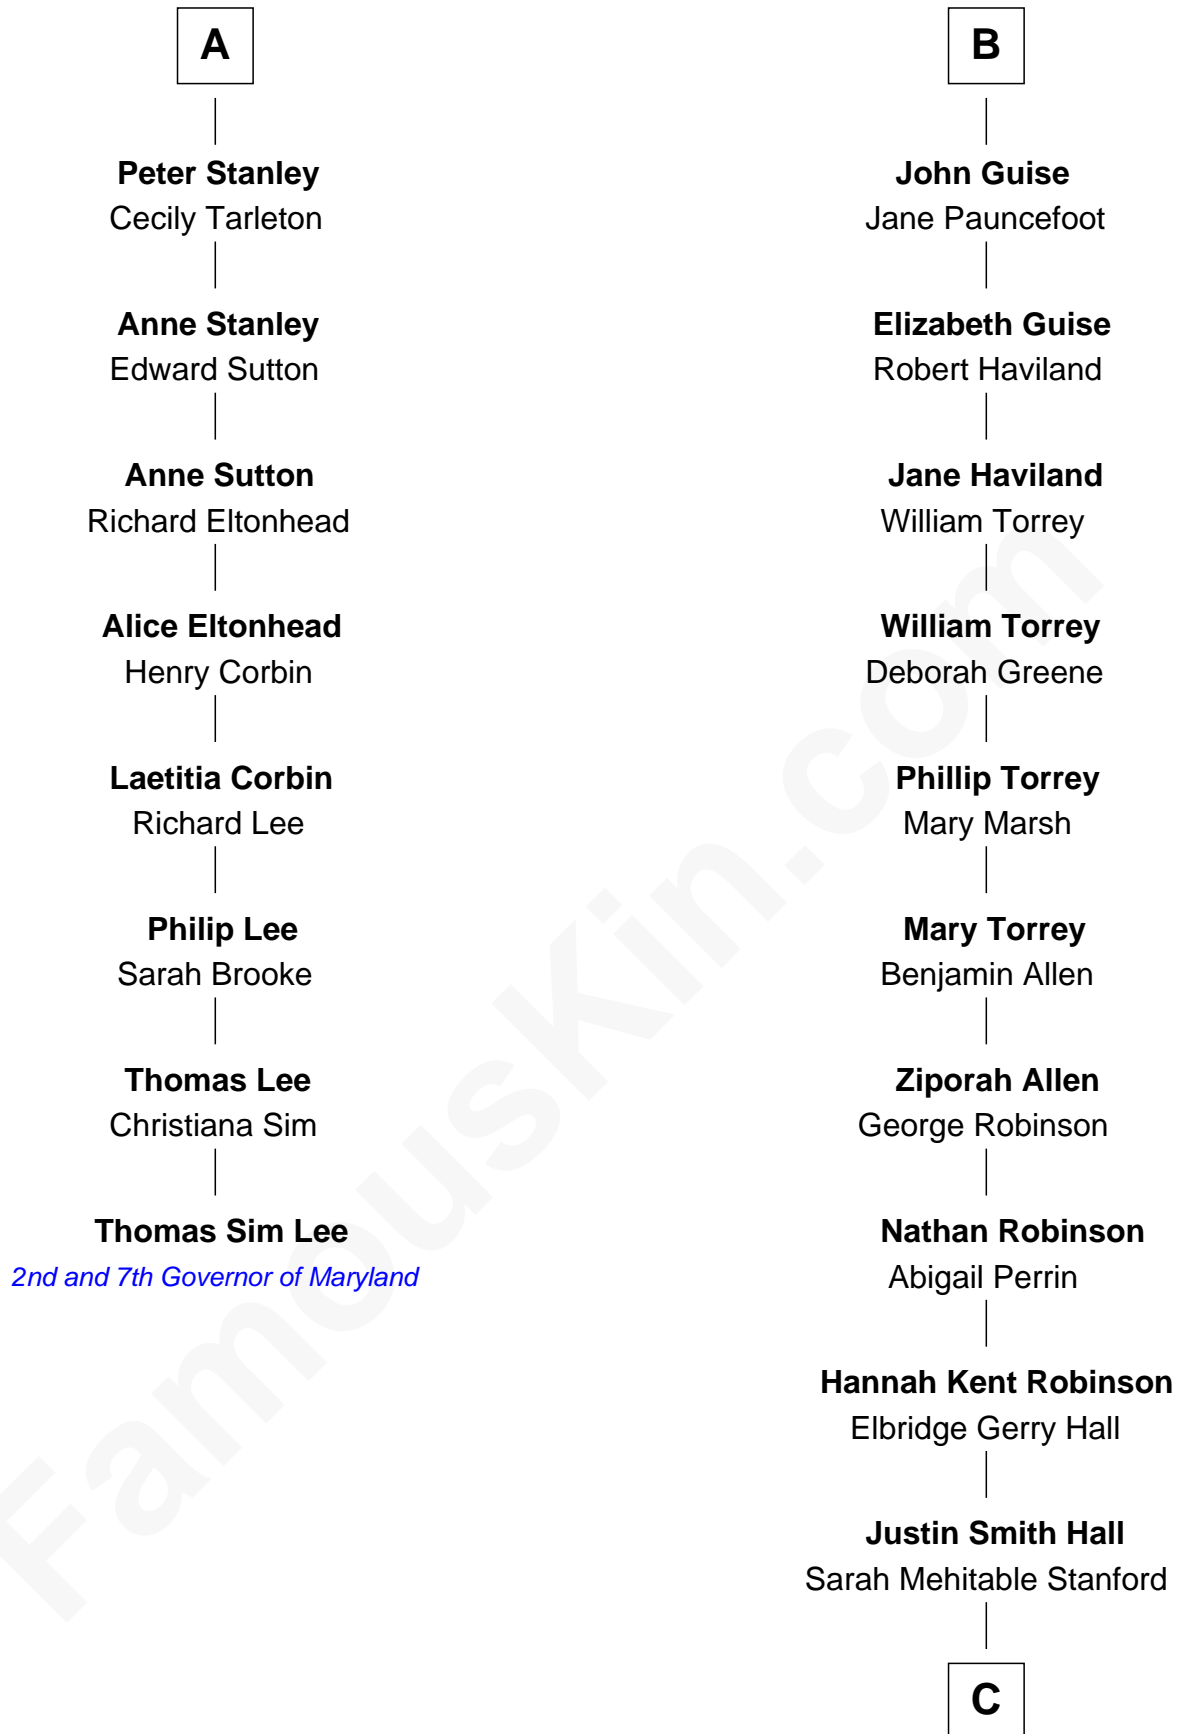 A
Peter Stanley
Cecily Tarleton
Anne Stanley
Edward Sutton
Anne Sutton
Richard Eltonhead
Alice Eltonhead
Henry Corbin
Laetitia Corbin
Richard Lee
Philip Lee
Sarah Brooke
Thomas Lee
Christiana Sim
Thomas Sim Lee
2nd and 7th Governor of Maryland
B
John Guise
Jane Pauncefoot
Elizabeth Guise
Robert Haviland
Jane Haviland
William Torrey
William Torrey
Deborah Greene
Phillip Torrey
Mary Marsh
Mary Torrey
Benjamin Allen
Ziporah Allen
George Robinson
Nathan Robinson
Abigail Perrin
Hannah Kent Robinson
Elbridge Gerry Hall
Justin Smith Hall
Sarah Mehitable Stanford
C
FamousKin.com